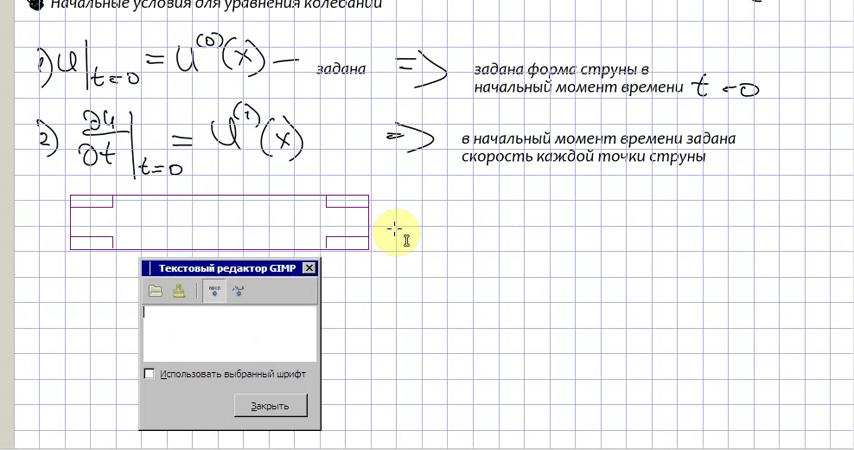 Начальные условия для уравнения колебаний
1) u|t=0 = u⁽⁰⁾(x) — задана => задана форма струны в
начальный момент времени t=0
2) ∂u/∂t|t=0 = u⁽¹⁾(x) => в начальный момент времени задана
скорость каждой точки струны
Текстовый редактор GIMP
Использовать выбранный шрифт
Закрыть